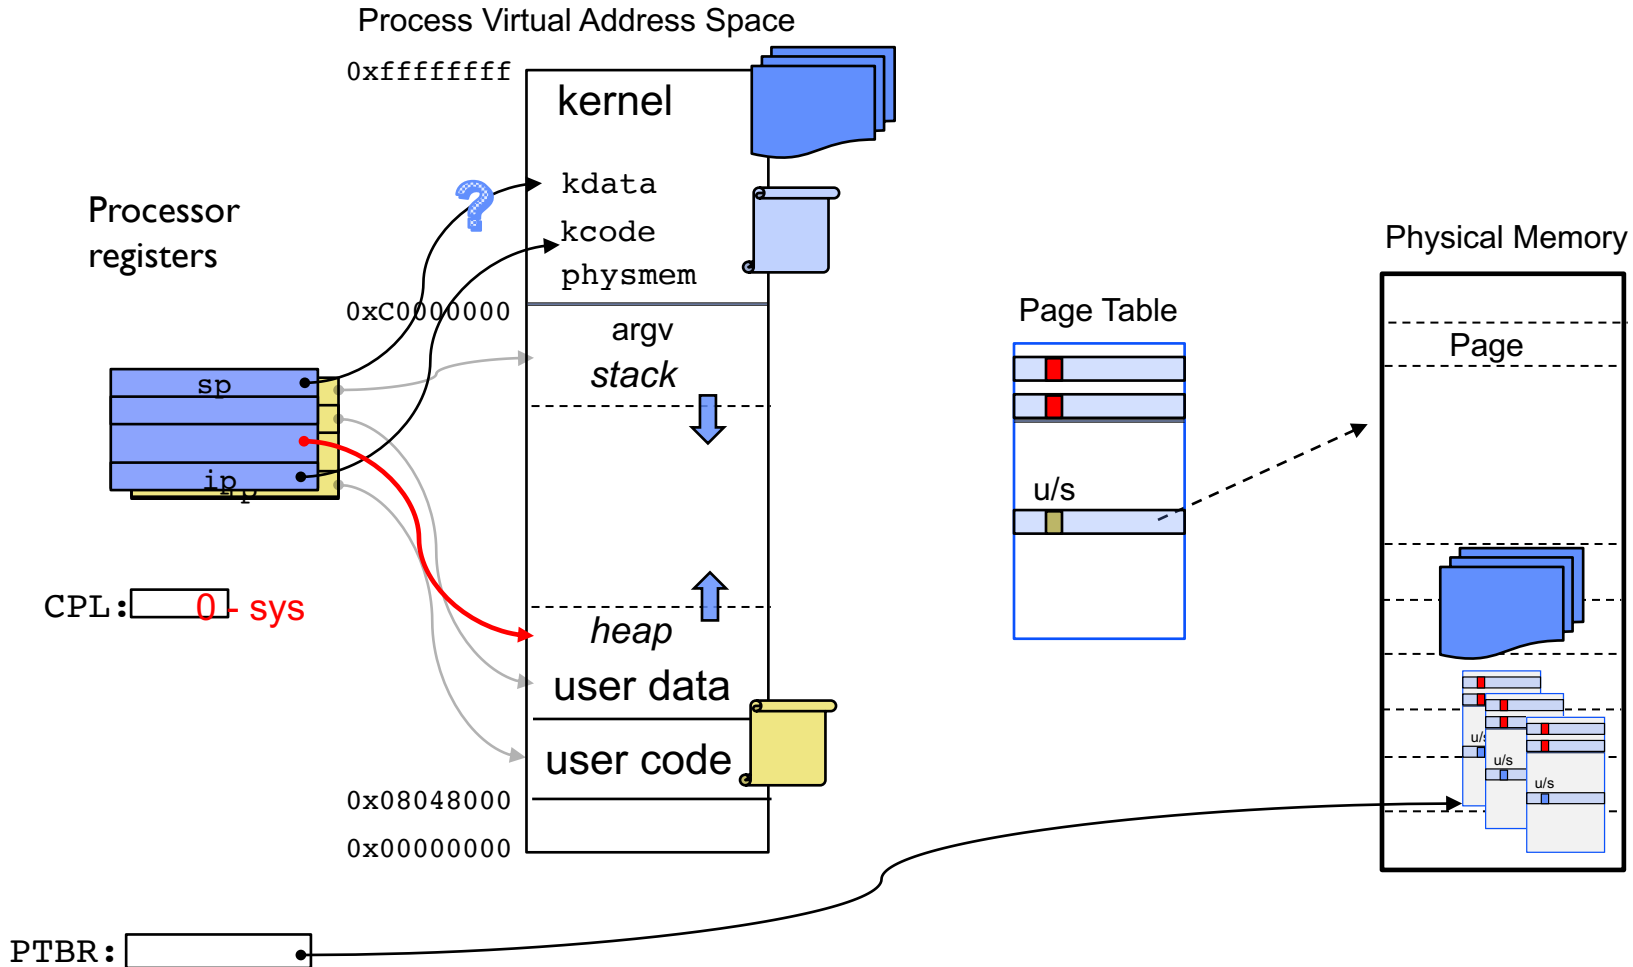 Process Virtual Address Space
0xffffffff
kernel
kdata
?
Processor
registers
kcode
physmem
Physical Memory
0xC0000000
argv
Page Table
Page
stack
sp
ip
u/s
CPL:
0 - sys
heap
user data
user code
u/s
u/s
u/s
0x08048000
0x00000000
PTBR: